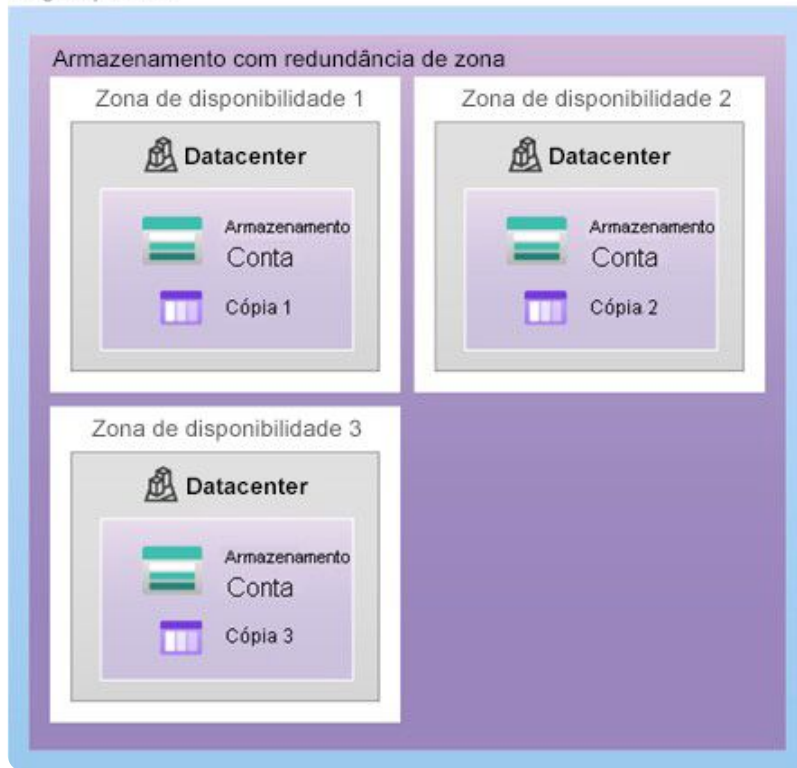 Armazenamento com redundância de zona
Zona de disponibilidade 1
Datacenter
Armazenamento
Conta
Cópia 1
Zona de disponibilidade 2
Datacenter
Armazenamento
Conta
Cópia 2
Zona de disponibilidade 3
Datacenter
Armazenamento
Conta
Cópia 3